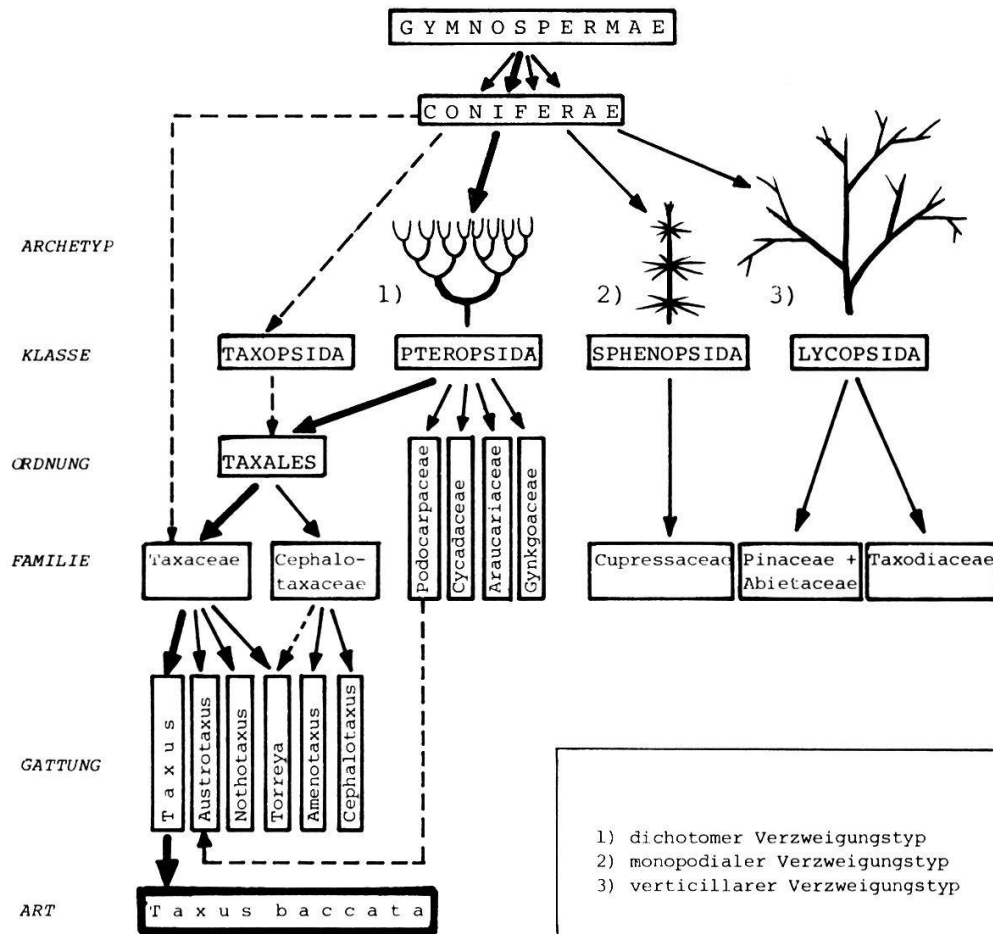 GYMNOSPERMAE
CONIFERAE
ARCHETYP
1)
2)
3)
KLASSE
TAXOPSIDA
PTEROPSIDA
SPHENOPSIDA
LYCOPSIDA
ORDNUNG
TAXALES
Podocarpaceae
Cycadaceae
Araucariaceae
Gynkgoaceae
FAMILIE
Taxaceae
Cephalo-
taxaceae
Cupressaceae
Pinaceae +
Abietaceae
Taxodiaceae
GATTUNG
Taxus
Austrotaxus
Nothotaxus
Torreya
Amenotaxus
Cephalotaxus
1) dichotomer Verzweigungstyp
2) monopodialer Verzweigungstyp
3) verticillarer Verzweigungstyp
ART
Taxus baccata